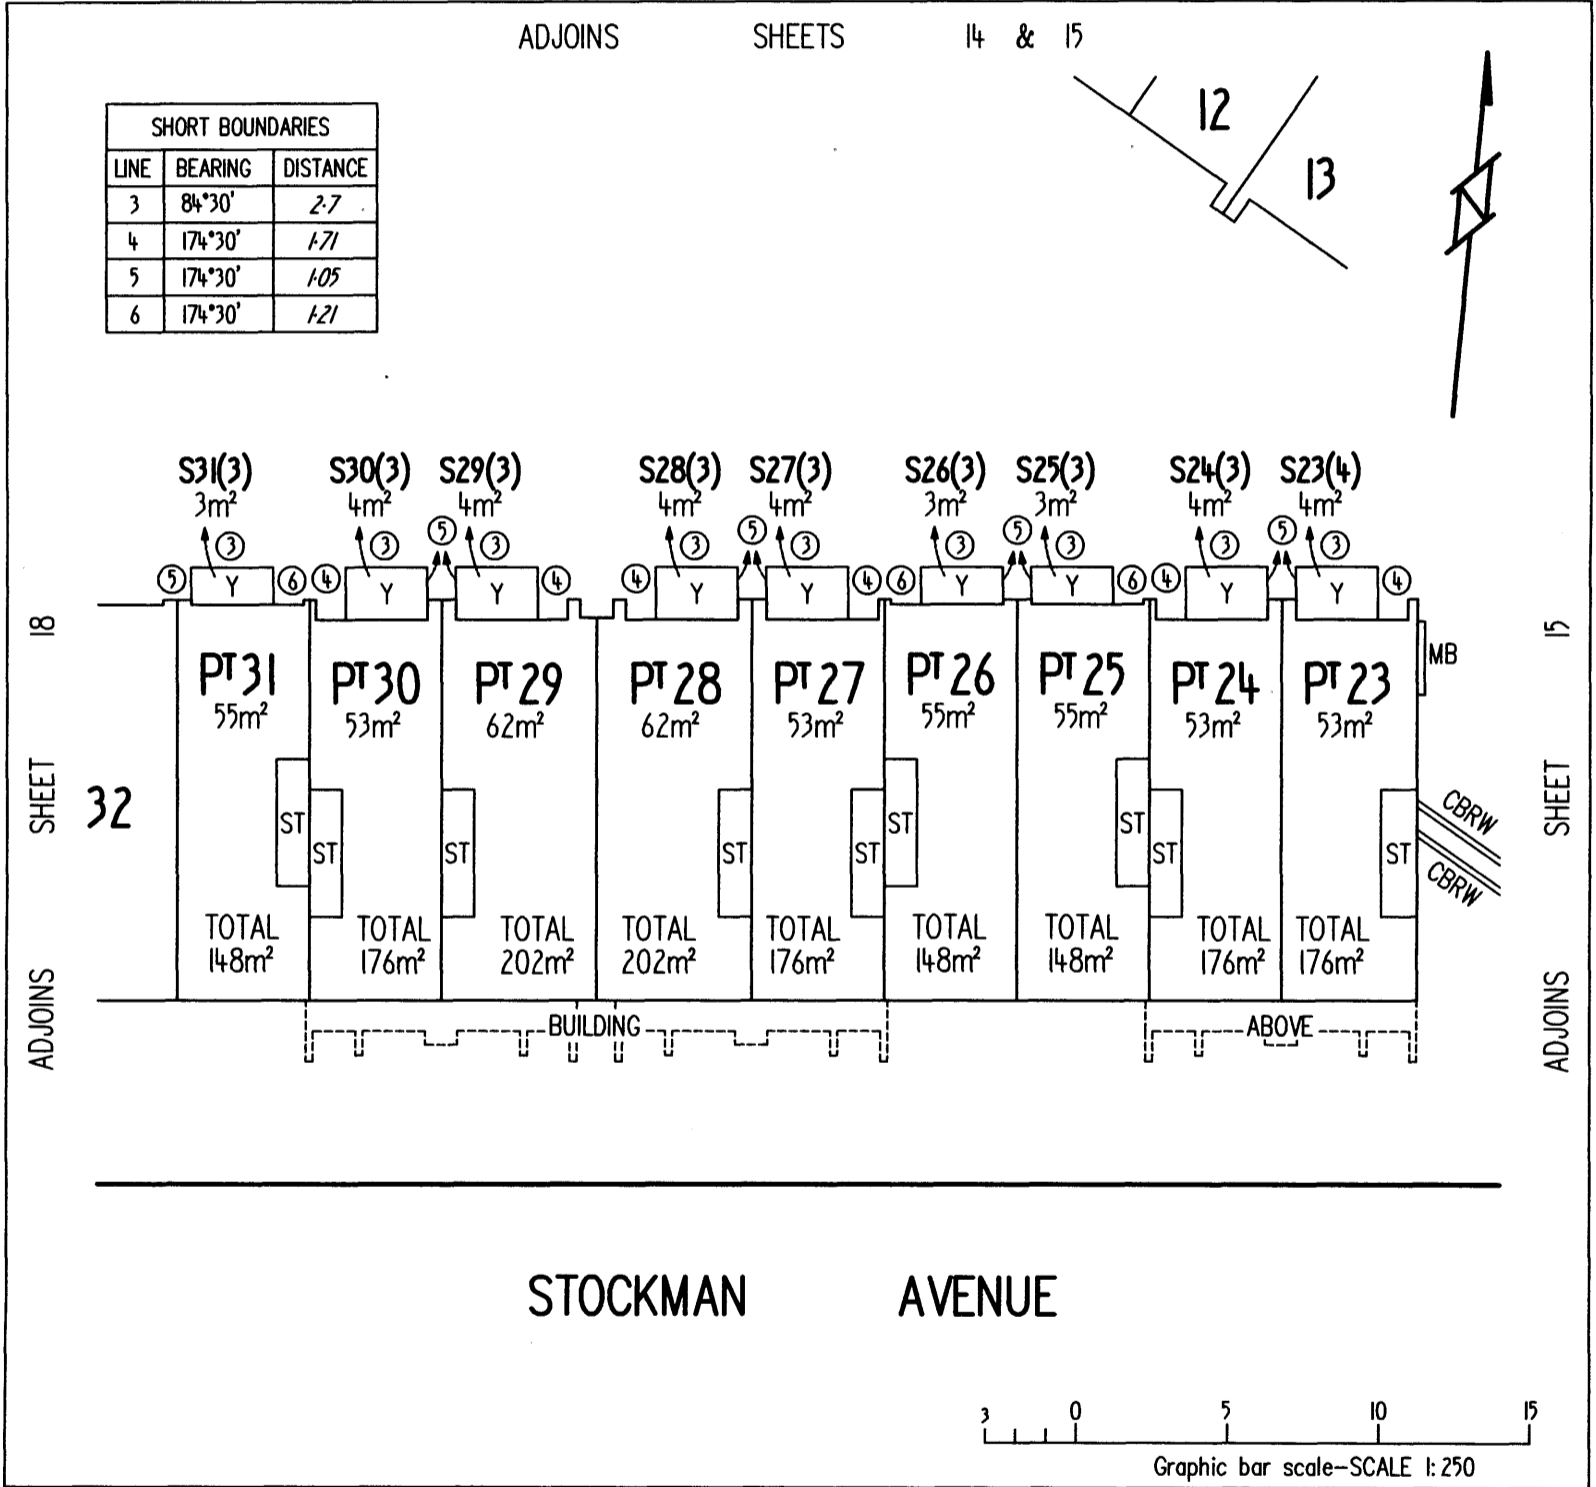 ADJOINS SHEETS 14 & 15
12
13
SHORT BOUNDARIES
LINE BEARING DISTANCE
3 84°30' 2·7
4 174°30' 1·71
5 174°30' 1·05
6 174°30' 1·21
S31(3) S30(3) S29(3) S28(3) S27(3) S26(3) S25(3) S24(3) S23(4)
3m² 4m² 4m² 4m² 4m² 3m² 3m² 4m² 4m²
5 5 5 5
3 3 3 3 3 3 3 3 3
5 Y 6 4 Y Y 4 4 Y Y 4 6 Y Y 6 4 Y Y 4
PT 31 PT 30 PT 29 PT 28 PT 27 PT 26 PT 25 PT 24 PT 23
55m² 53m² 62m² 62m² 53m² 55m² 55m² 53m² 53m²
MB
32
ST ST ST ST ST ST ST ST ST
CBRW
CBRW
TOTAL TOTAL TOTAL TOTAL TOTAL TOTAL TOTAL TOTAL TOTAL
148m² 176m² 202m² 202m² 176m² 148m² 148m² 176m² 176m²
BUILDING ABOVE
ADJOINS SHEET 18
ADJOINS SHEET 15
STOCKMAN AVENUE
3 0 5 10 15
Graphic bar scale-SCALE 1:250